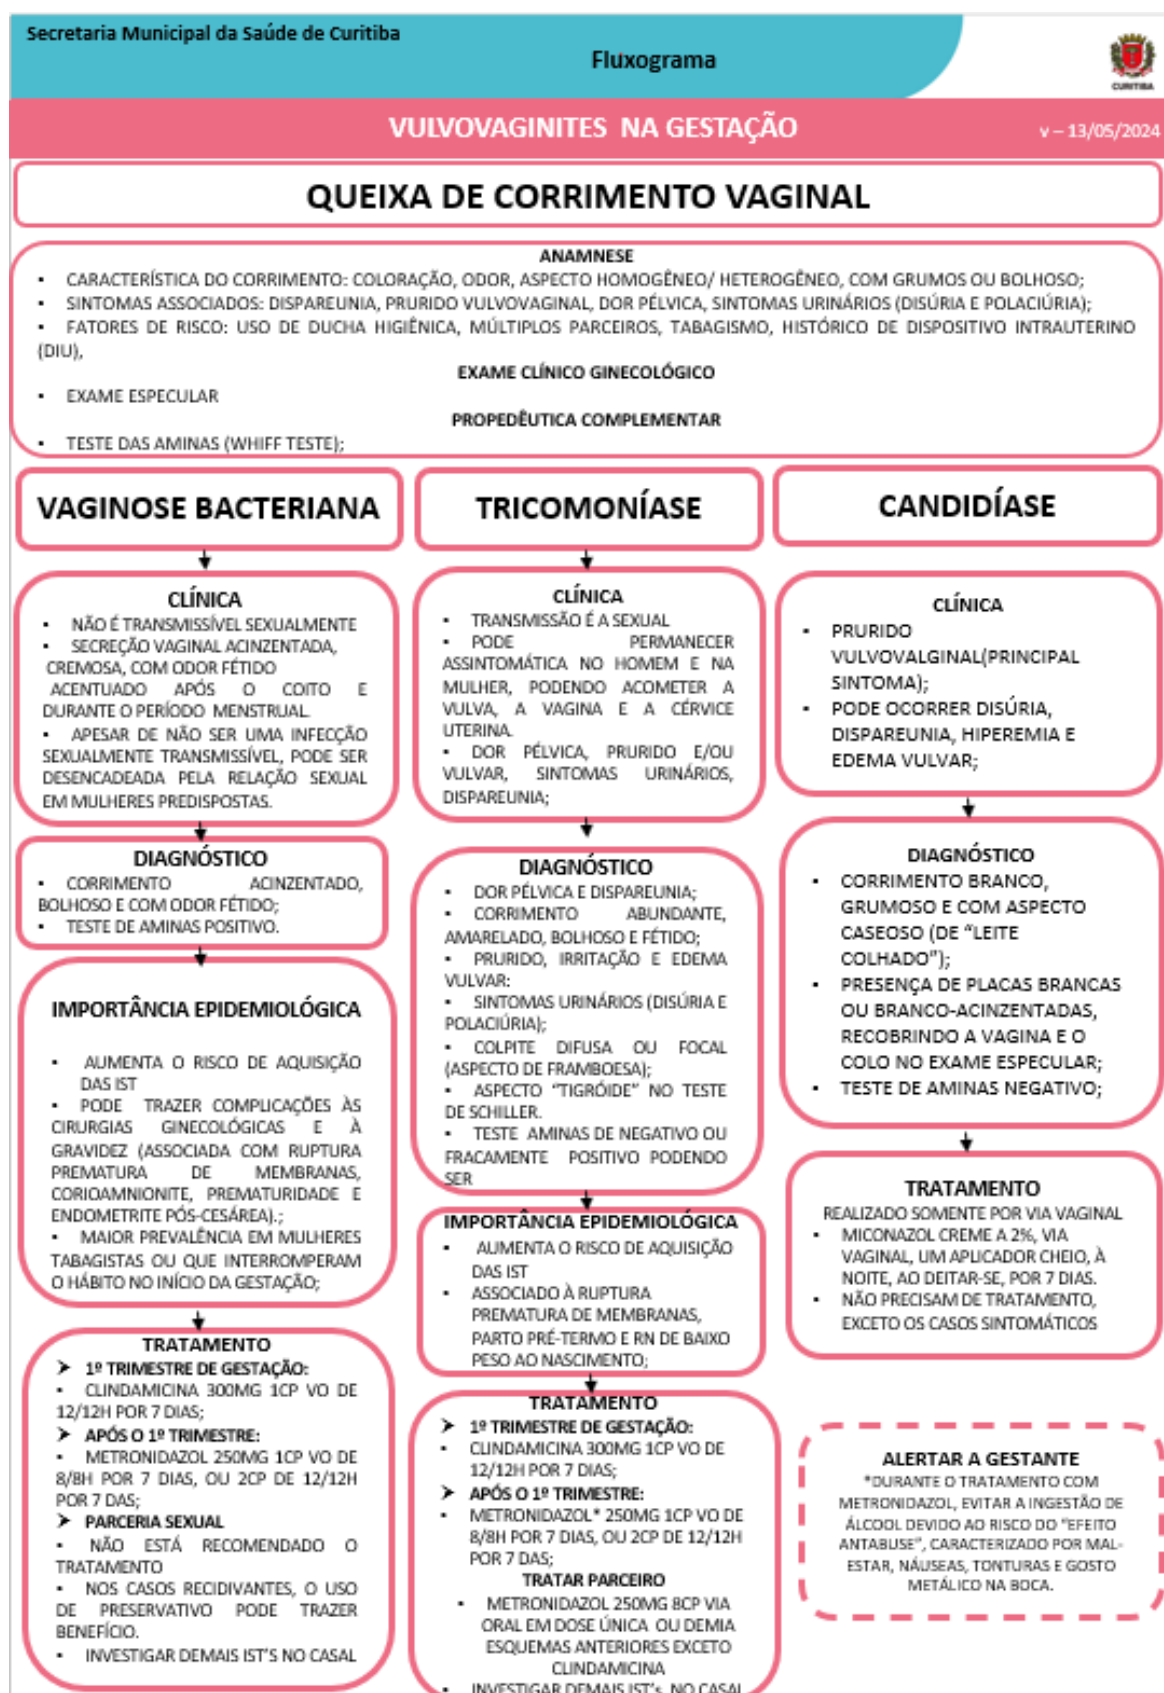 Secretaria Municipal da Saúde de Curitiba
Fluxograma
CURITIBA
VULVOVAGINITES NA GESTAÇÃO
v – 13/05/2024
QUEIXA DE CORRIMENTO VAGINAL
ANAMNESE
▪ CARACTERÍSTICA DO CORRIMENTO: COLORAÇÃO, ODOR, ASPECTO HOMOGÊNEO/ HETEROGÊNEO, COM GRUMOS OU BOLHOSO;
▪ SINTOMAS ASSOCIADOS: DISPAREUNIA, PRURIDO VULVOVAGINAL, DOR PÉLVICA, SINTOMAS URINÁRIOS (DISÚRIA E POLACIÚRIA);
▪ FATORES DE RISCO: USO DE DUCHA HIGIÊNICA, MÚLTIPLOS PARCEIROS, TABAGISMO, HISTÓRICO DE DISPOSITIVO INTRAUTERINO
(DIU),
EXAME CLÍNICO GINECOLÓGICO
▪ EXAME ESPECULAR
PROPEDÊUTICA COMPLEMENTAR
▪ TESTE DAS AMINAS (WHIFF TESTE);
VAGINOSE BACTERIANA
CLÍNICA
▪ NÃO É TRANSMISSÍVEL SEXUALMENTE
▪ SECREÇÃO VAGINAL ACINZENTADA,
CREMOSA, COM ODOR FÉTIDO
ACENTUADO APÓS O COITO E
DURANTE O PERÍODO MENSTRUAL.
▪ APESAR DE NÃO SER UMA INFECÇÃO
SEXUALMENTE TRANSMISSÍVEL, PODE SER
DESENCADEADA PELA RELAÇÃO SEXUAL
EM MULHERES PREDISPOSTAS.
DIAGNÓSTICO
▪ CORRIMENTO ACINZENTADO,
BOLHOSO E COM ODOR FÉTIDO;
▪ TESTE DE AMINAS POSITIVO.
IMPORTÂNCIA EPIDEMIOLÓGICA
▪ AUMENTA O RISCO DE AQUISIÇÃO
DAS IST
▪ PODE TRAZER COMPLICAÇÕES ÀS
CIRURGIAS GINECOLÓGICAS E À
GRAVIDEZ (ASSOCIADA COM RUPTURA
PREMATURA DE MEMBRANAS,
CORIOAMNIONITE, PREMATURIDADE E
ENDOMETRITE PÓS-CESÁREA).;
▪ MAIOR PREVALÊNCIA EM MULHERES
TABAGISTAS OU QUE INTERROMPERAM
O HÁBITO NO INÍCIO DA GESTAÇÃO;
TRATAMENTO
➤ 1º TRIMESTRE DE GESTAÇÃO:
▪ CLINDAMICINA 300MG 1CP VO DE
12/12H POR 7 DIAS;
➤ APÓS O 1º TRIMESTRE:
▪ METRONIDAZOL 250MG 1CP VO DE
8/8H POR 7 DIAS, OU 2CP DE 12/12H
POR 7 DAS;
➤ PARCERIA SEXUAL
▪ NÃO ESTÁ RECOMENDADO O
TRATAMENTO
▪ NOS CASOS RECIDIVANTES, O USO
DE PRESERVATIVO PODE TRAZER
BENEFÍCIO.
▪ INVESTIGAR DEMAIS IST'S NO CASAL
TRICOMONÍASE
CLÍNICA
▪ TRANSMISSÃO É A SEXUAL
▪ PODE PERMANECER
ASSINTOMÁTICA NO HOMEM E NA
MULHER, PODENDO ACOMETER A
VULVA, A VAGINA E A CÉRVICE
UTERINA.
▪ DOR PÉLVICA, PRURIDO E/OU
VULVAR, SINTOMAS URINÁRIOS,
DISPAREUNIA;
DIAGNÓSTICO
▪ DOR PÉLVICA E DISPAREUNIA;
▪ CORRIMENTO ABUNDANTE,
AMARELADO, BOLHOSO E FÉTIDO;
▪ PRURIDO, IRRITAÇÃO E EDEMA
VULVAR:
▪ SINTOMAS URINÁRIOS (DISÚRIA E
POLACIÚRIA);
▪ COLPITE DIFUSA OU FOCAL
(ASPECTO DE FRAMBOESA);
▪ ASPECTO “TIGRÓIDE” NO TESTE
DE SCHILLER.
▪ TESTE AMINAS DE NEGATIVO OU
FRACAMENTE POSITIVO PODENDO
SER
IMPORTÂNCIA EPIDEMIOLÓGICA
▪ AUMENTA O RISCO DE AQUISIÇÃO
DAS IST
▪ ASSOCIADO À RUPTURA
PREMATURA DE MEMBRANAS,
PARTO PRÉ-TERMO E RN DE BAIXO
PESO AO NASCIMENTO;
TRATAMENTO
➤ 1º TRIMESTRE DE GESTAÇÃO:
▪ CLINDAMICINA 300MG 1CP VO DE
12/12H POR 7 DIAS;
➤ APÓS O 1º TRIMESTRE:
▪ METRONIDAZOL* 250MG 1CP VO DE
8/8H POR 7 DIAS, OU 2CP DE 12/12H
POR 7 DAS;
TRATAR PARCEIRO
▪ METRONIDAZOL 250MG 8CP VIA
ORAL EM DOSE ÚNICA OU DEMIA
ESQUEMAS ANTERIORES EXCETO
CLINDAMICINA
▪ INVESTIGAR DEMAIS IST's NO CASAL
CANDIDÍASE
CLÍNICA
▪ PRURIDO
VULVOVALGINAL(PRINCIPAL
SINTOMA);
▪ PODE OCORRER DISÚRIA,
DISPAREUNIA, HIPEREMIA E
EDEMA VULVAR;
DIAGNÓSTICO
▪ CORRIMENTO BRANCO,
GRUMOSO E COM ASPECTO
CASEOSO (DE “LEITE
COLHADO”);
▪ PRESENÇA DE PLACAS BRANCAS
OU BRANCO-ACINZENTADAS,
RECOBRINDO A VAGINA E O
COLO NO EXAME ESPECULAR;
▪ TESTE DE AMINAS NEGATIVO;
TRATAMENTO
REALIZADO SOMENTE POR VIA VAGINAL
▪ MICONAZOL CREME A 2%, VIA
VAGINAL, UM APLICADOR CHEIO, À
NOITE, AO DEITAR-SE, POR 7 DIAS.
▪ NÃO PRECISAM DE TRATAMENTO,
EXCETO OS CASOS SINTOMÁTICOS
ALERTAR A GESTANTE
*DURANTE O TRATAMENTO COM
METRONIDAZOL, EVITAR A INGESTÃO DE
ÁLCOOL DEVIDO AO RISCO DO “EFEITO
ANTABUSE”, CARACTERIZADO POR MAL-
ESTAR, NÁUSEAS, TONTURAS E GOSTO
METÁLICO NA BOCA.